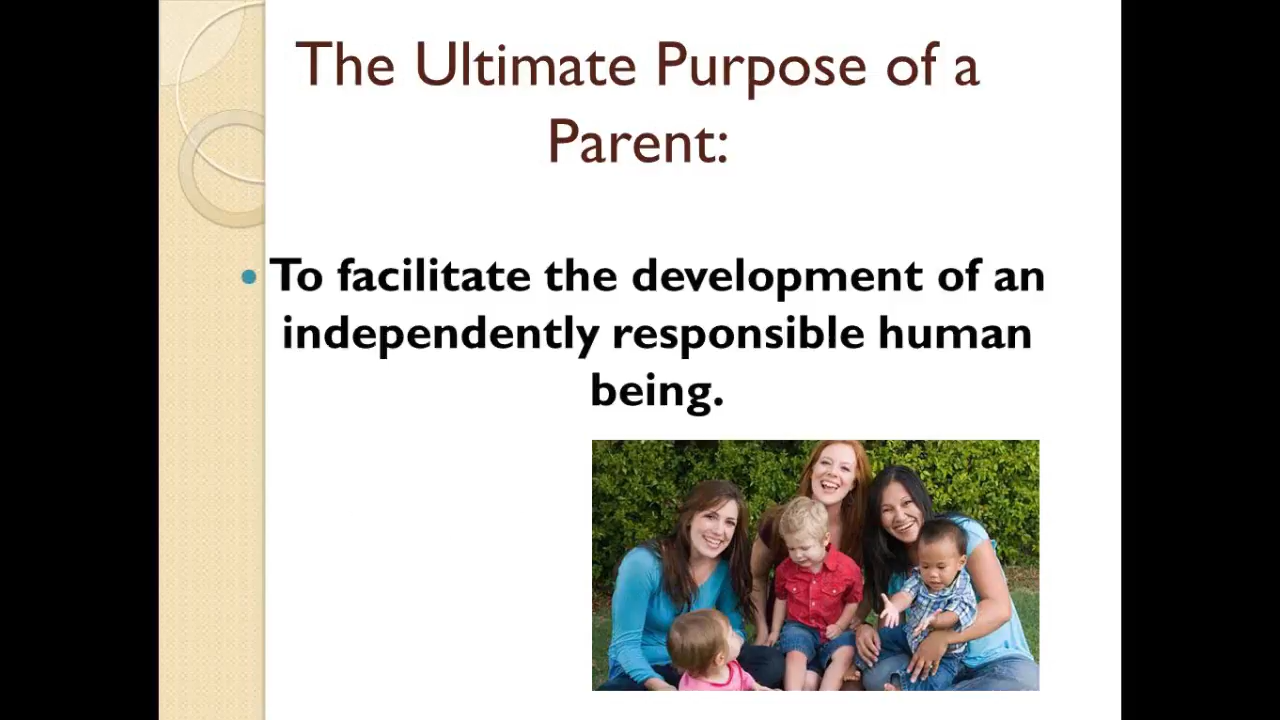 The Ultimate Purpose of a
Parent:
• To facilitate the development of an
independently responsible human
being.